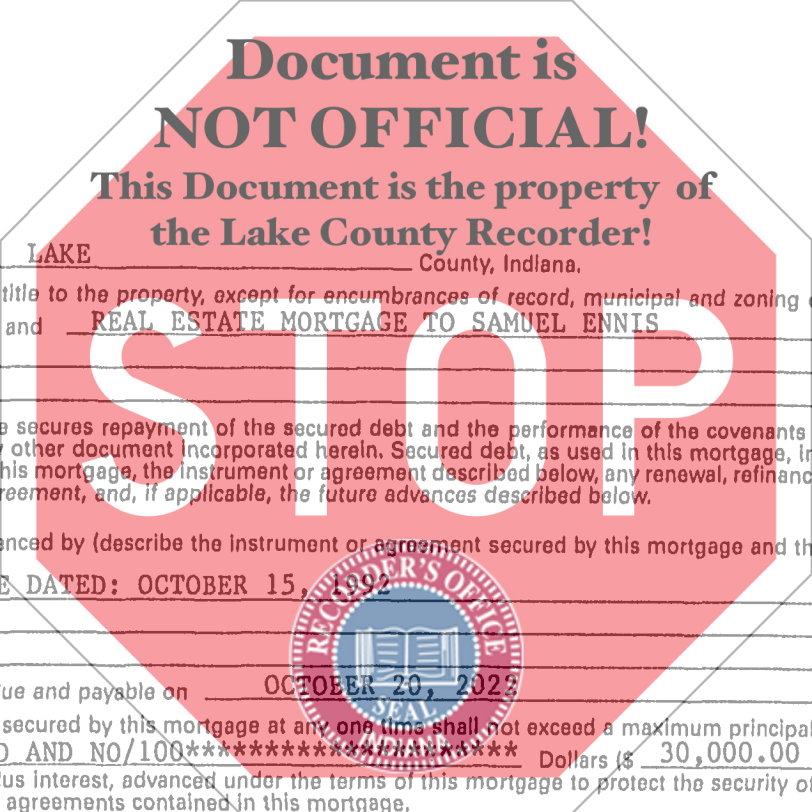 Document is
NOT OFFICIAL!
This Document is the property of
the Lake County Recorder!
LAKE County, Indiana.
title to the property, except for encumbrances of record, municipal and zoning
and REAL ESTATE MORTGAGE TO SAMUEL ENNIS
STOP
secures repayment of the secured debt and the performance of the covenants
other document incorporated herein. Secured debt, as used in this mortgage,
his mortgage, the instrument or agreement described below, any renewal, refinanc
reement, and, if applicable, the future advances described below.
enced by (describe the instrument or agreement secured by this mortgage and th
E DATED: OCTOBER 15, 1992
RECORDER'S OFFICE
ue and payable on OCTOBER 20, 2022
SEAL
secured by this mortgage at any one time shall not exceed a maximum principal
D AND NO/100********************* Dollars ($ 30,000.00
lus interest, advanced under the terms of this mortgage to protect the security of
agreements contained in this mortgage.